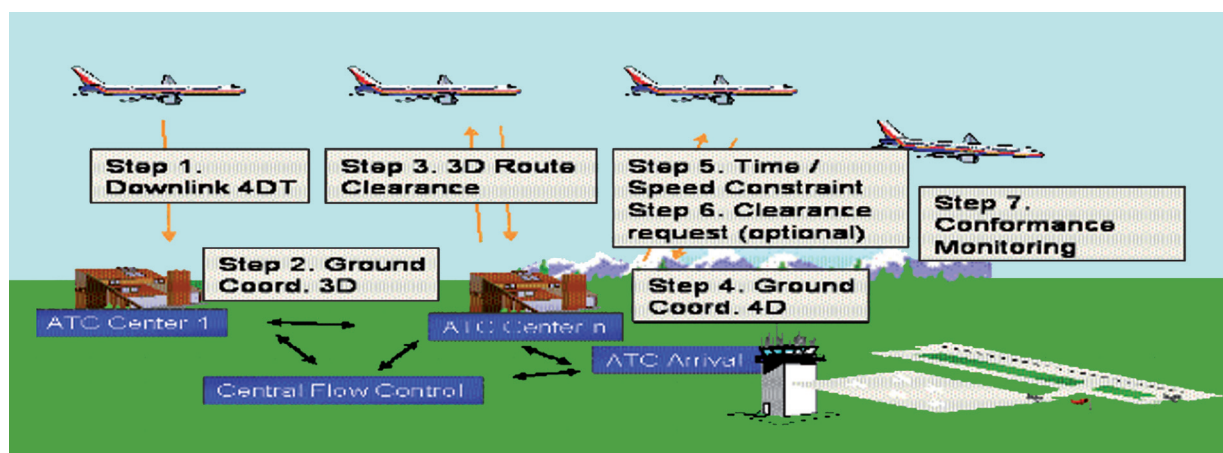 Step 1.
Downlink 4DT
Step 3. 3D Route
Clearance
Step 5. Time /
Speed Constraint
Step 6. Clearance
request (optional)
Step 7.
Conformance
Monitoring
Step 2. Ground
Coord. 3D
Step 4. Ground
Coord. 4D
ATC Center 1
ATC Center n
ATC Arrival
Central Flow Control